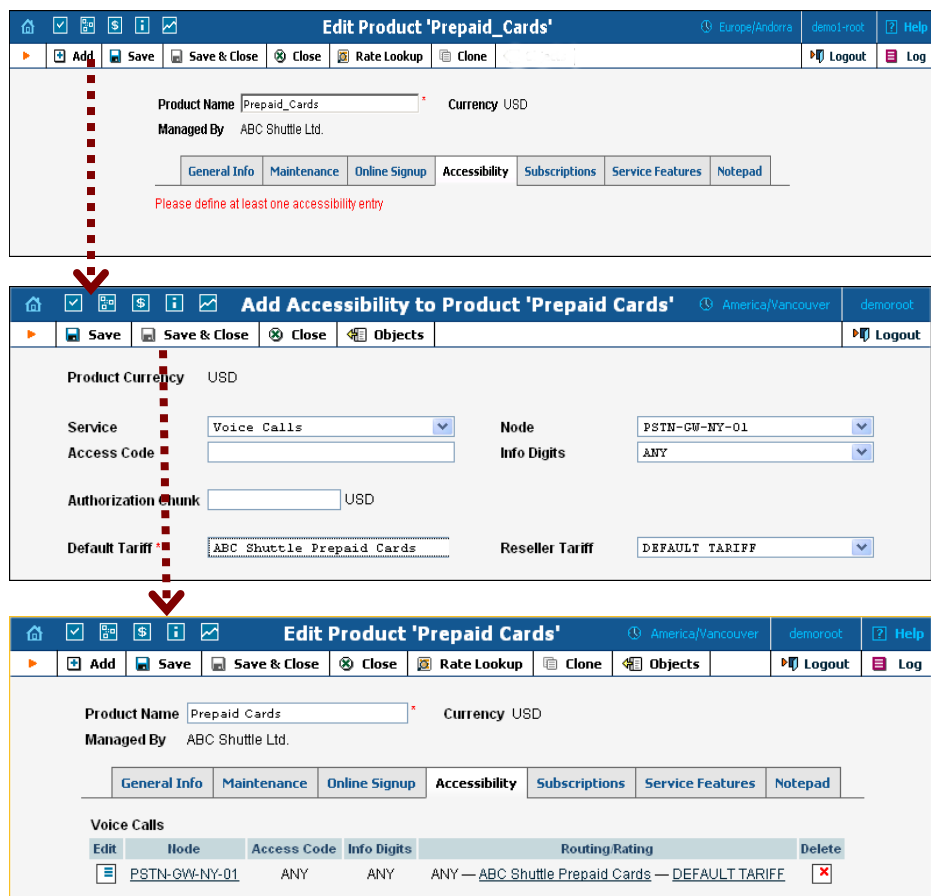 Edit Product 'Prepaid_Cards' Europe/Andorra demo1-root Help
Add Save Save & Close Close Rate Lookup Clone Logout Log
Product Name Prepaid_Cards * Currency USD
Managed By ABC Shuttle Ltd.
General Info Maintenance Online Signup Accessibility Subscriptions Service Features Notepad
Please define at least one accessibility entry
Add Accessibility to Product 'Prepaid Cards' America/Vancouver demoroot
Save Save & Close Close Objects Logout
Product Currency USD
Service Voice Calls Node PSTN-GW-NY-01
Access Code Info Digits ANY
Authorization Chunk USD
Default Tariff * ABC Shuttle Prepaid Cards Reseller Tariff DEFAULT TARIFF
Edit Product 'Prepaid Cards' America/Vancouver demoroot Help
Add Save Save & Close Close Rate Lookup Clone Objects Logout Log
Product Name Prepaid Cards * Currency USD
Managed By ABC Shuttle Ltd.
General Info Maintenance Online Signup Accessibility Subscriptions Service Features Notepad
Voice Calls
Edit Node Access Code Info Digits Routing/Rating Delete
PSTN-GW-NY-01 ANY ANY ANY — ABC Shuttle Prepaid Cards — DEFAULT TARIFF